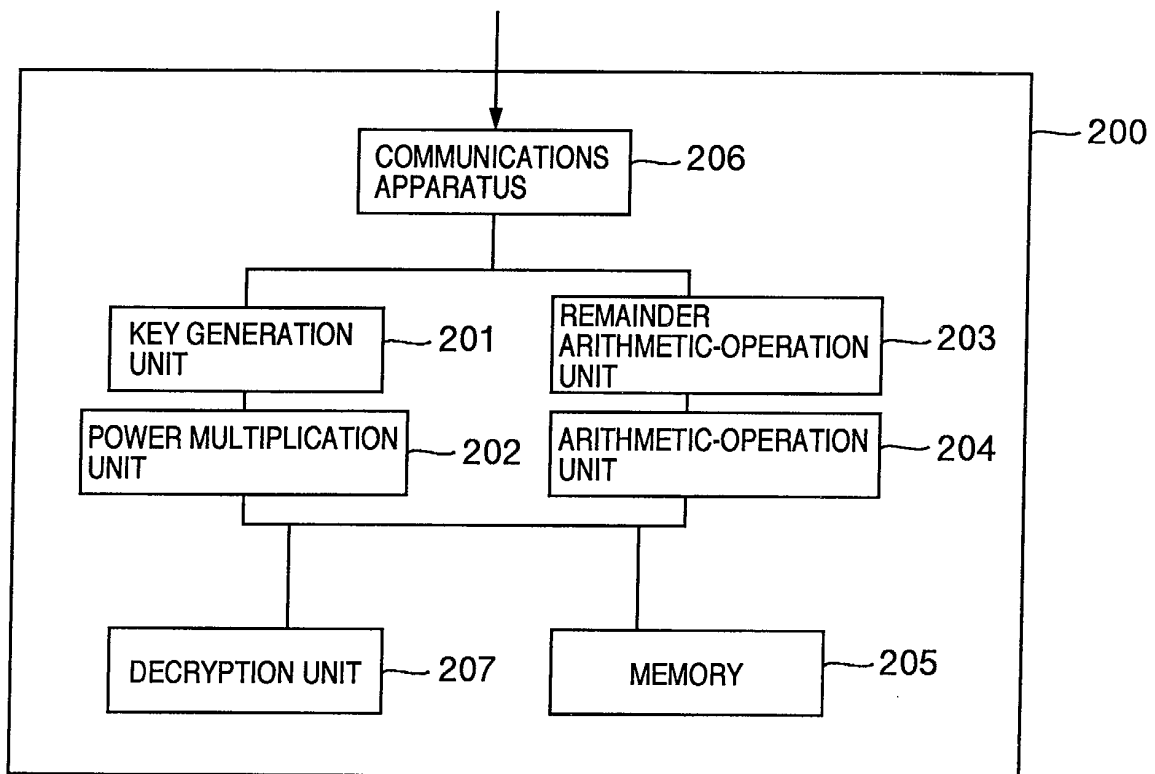 200
COMMUNICATIONS
APPARATUS
206
KEY GENERATION
UNIT
201
REMAINDER
ARITHMETIC-OPERATION
UNIT
203
POWER MULTIPLICATION
UNIT
202
ARITHMETIC-OPERATION
UNIT
204
DECRYPTION UNIT
207
MEMORY
205